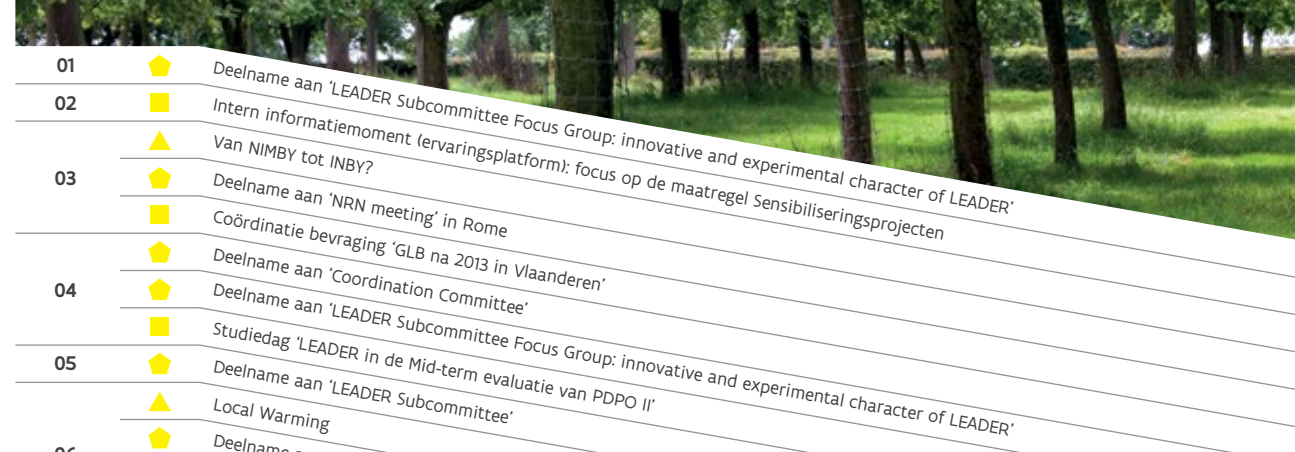 01
Deelname aan ‘LEADER Subcommittee Focus Group: innovative and experimental character of LEADER’
02
Intern informatiemoment (ervaringsplatform): focus op de maatregel Sensibiliseringsprojecten
03
Van NIMBY tot INBY?
Deelname aan ‘NRN meeting’ in Rome
Coördinatie bevraging ‘GLB na 2013 in Vlaanderen’
04
Deelname aan ‘Coordination Committee’
Deelname aan ‘LEADER Subcommittee Focus Group: innovative and experimental character of LEADER’
Studiedag ‘LEADER in de Mid-term evaluatie van PDPO II’
05
Deelname aan ‘LEADER Subcommittee’
Local Warming
Deelname